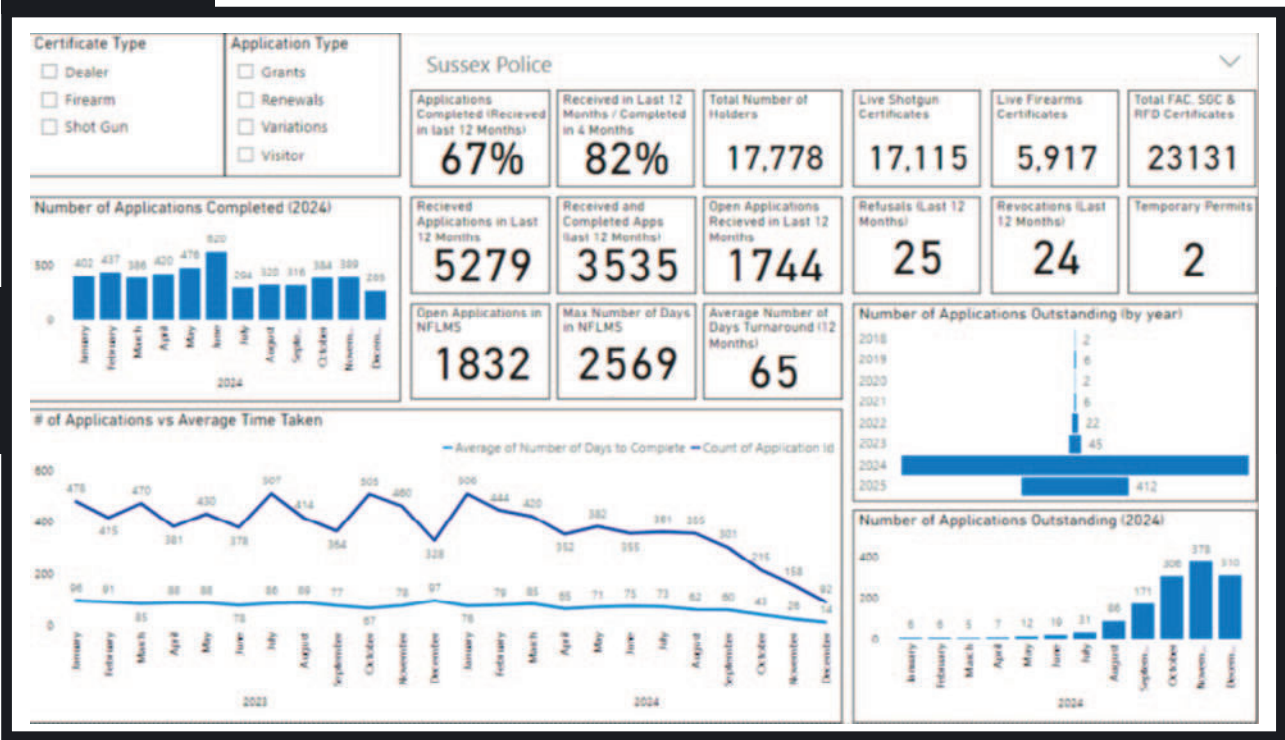 Certificate Type
Dealer
Firearm
Shot Gun
Application Type
Grants
Renewals
Variations
Visitor
Sussex Police
Applications
Completed (Recieved
in last 12 Months)
67%
Received in Last 12
Months / Completed
in 4 Months
82%
Total Number of
Holders
17,778
Live Shotgun
Certificates
17,115
Live Firearms
Certificates
5,917
Total FAC, SGC &
RFD Certificates
23131
Number of Applications Completed (2024)
500
0
402 437 386 420 476 620 294 320 316 384 389
January February March April May June July August Septe... October Novem... Decem...
2024
Recieved
Applications in Last
12 Months
5279
Received and
Completed Apps
(last 12 Months)
3535
Open Applications
Recieved in Last 12
Months
1744
Refusals (Last 12
Months)
25
Revocations (Last
12 Months)
24
Temporary Permits
2
Open Applications in
NFLMS
1832
Max Number of Days
in NFLMS
2569
Average Number of
Days Turnaround (12
Months)
65
Number of Applications Outstanding (by year)
2018 2
2019 6
2020 2
2021 6
2022 22
2023 45
2024
2025 412
# of Applications vs Average Time Taken
Average of Number of Days to Complete Count of Application Id
600
400
200
0
478 415 470 381 430 378 507 414 364 505 460 328 506 444 420 352 382 355 361 355 301 215 158 92
96 91 85 88 88 78 86 89 77 67 78 97 76 79 85 65 71 75 73 62 60 43 26 14
January February March April May June July August September October November December January February March April May June July August September October November December
2023 2024
Number of Applications Outstanding (2024)
400
200
0
6 6 5 7 12 19 31 86 171 306 378 310
January February March April May June July August Septem... October Novem... Decem...
2024